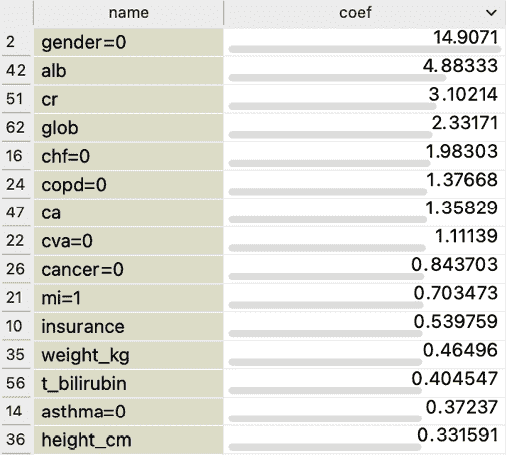 name coef
2 gender=0 14.9071
42 alb 4.88333
51 cr 3.10214
62 glob 2.33171
16 chf=0 1.98303
24 copd=0 1.37668
47 ca 1.35829
22 cva=0 1.11139
26 cancer=0 0.843703
21 mi=1 0.703473
10 insurance 0.539759
35 weight_kg 0.46496
56 t_bilirubin 0.404547
14 asthma=0 0.37237
36 height_cm 0.331591